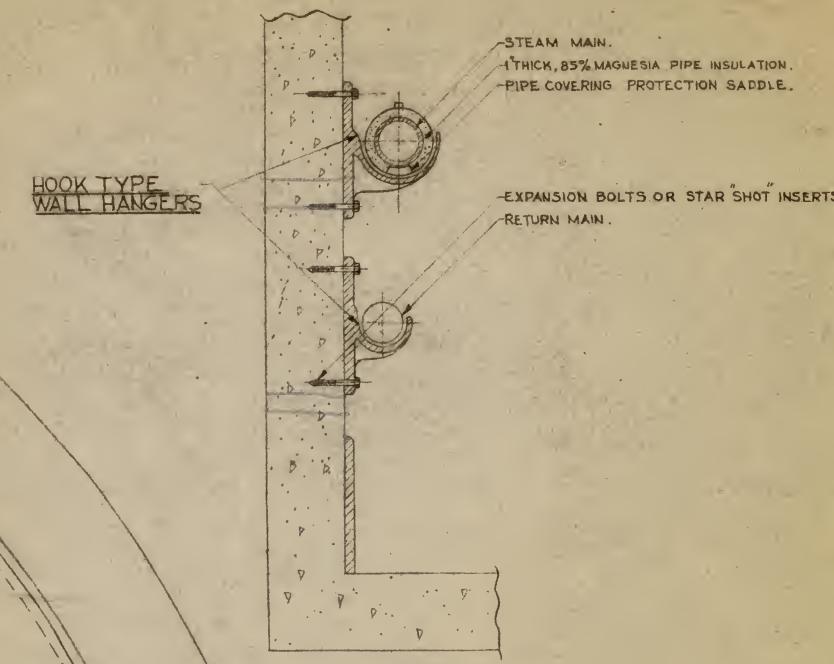 STEAM MAIN.
1" THICK, 85% MAGNESIA PIPE INSULATION.
PIPE COVERING PROTECTION SADDLE.
HOOK TYPE
WALL HANGERS
EXPANSION BOLTS OR STAR "SHOT" INSERTS
RETURN MAIN.